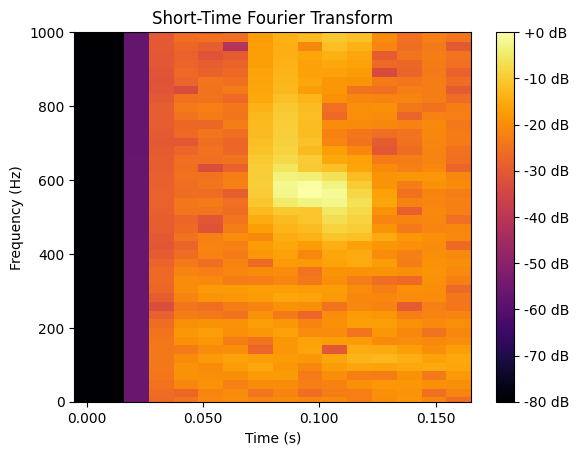 Short-Time Fourier Transform
1000
800
600
400
200
0
Frequency (Hz)
0.000
0.050
0.100
0.150
Time (s)
+0 dB
-10 dB
-20 dB
-30 dB
-40 dB
-50 dB
-60 dB
-70 dB
-80 dB